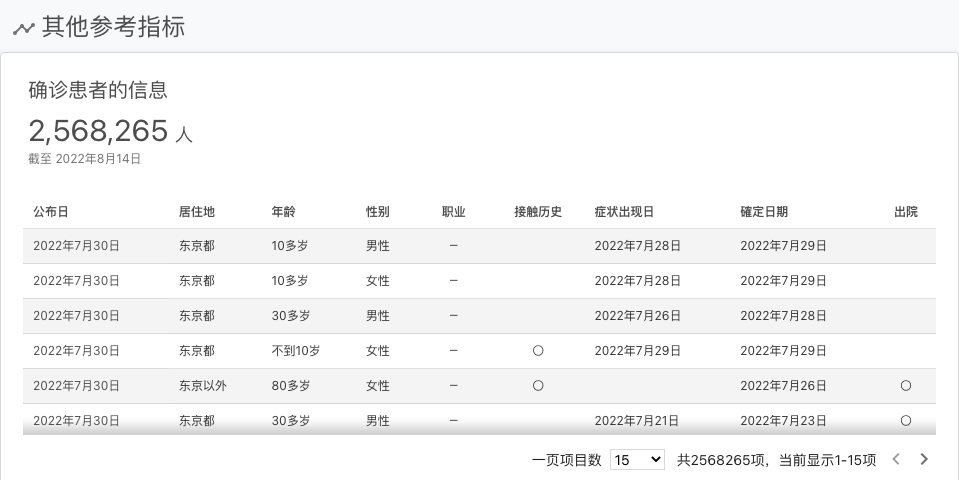 其他参考指标
确诊患者的信息
2,568,265 人
截至 2022年8月14日
公布日 居住地 年龄 性别 职业 接触历史 症状出现日 確定日期 出院
2022年7月30日 东京都 10多岁 男性 – 2022年7月28日 2022年7月29日
2022年7月30日 东京都 10多岁 女性 – 2022年7月28日 2022年7月29日
2022年7月30日 东京都 30多岁 男性 – 2022年7月26日 2022年7月28日
2022年7月30日 东京都 不到10岁 女性 – 〇 2022年7月29日 2022年7月29日
2022年7月30日 东京以外 80多岁 女性 – 〇 2022年7月26日 〇
2022年7月30日 东京都 30多岁 男性 – 2022年7月21日 2022年7月23日 〇
一页项目数 15 共2568265项，当前显示1-15项